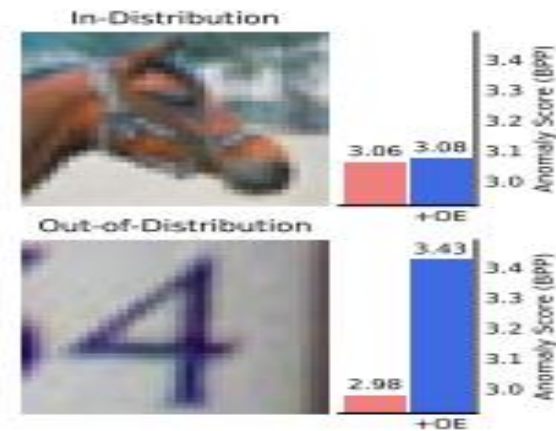 In-Distribution
3.06 3.08
3.4
3.3
3.2
3.1
3.0
Anomaly Score (BPP)
+OE
Out-of-Distribution
4
2.98
3.43
3.4
3.3
3.2
3.1
3.0
Anomaly Score (BPP)
+OE